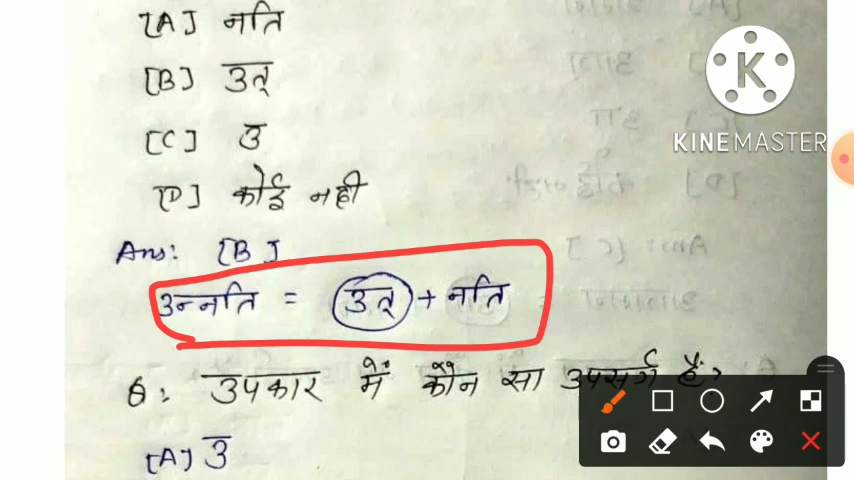 [A] नति
[B] उत्
[C] उ
[D] कोई नही
Ans: [B]
उन्नति = उत् + नति
Q: उपकार में कौन सा उपसर्ग है?
[A] उ
K
KINEMASTER